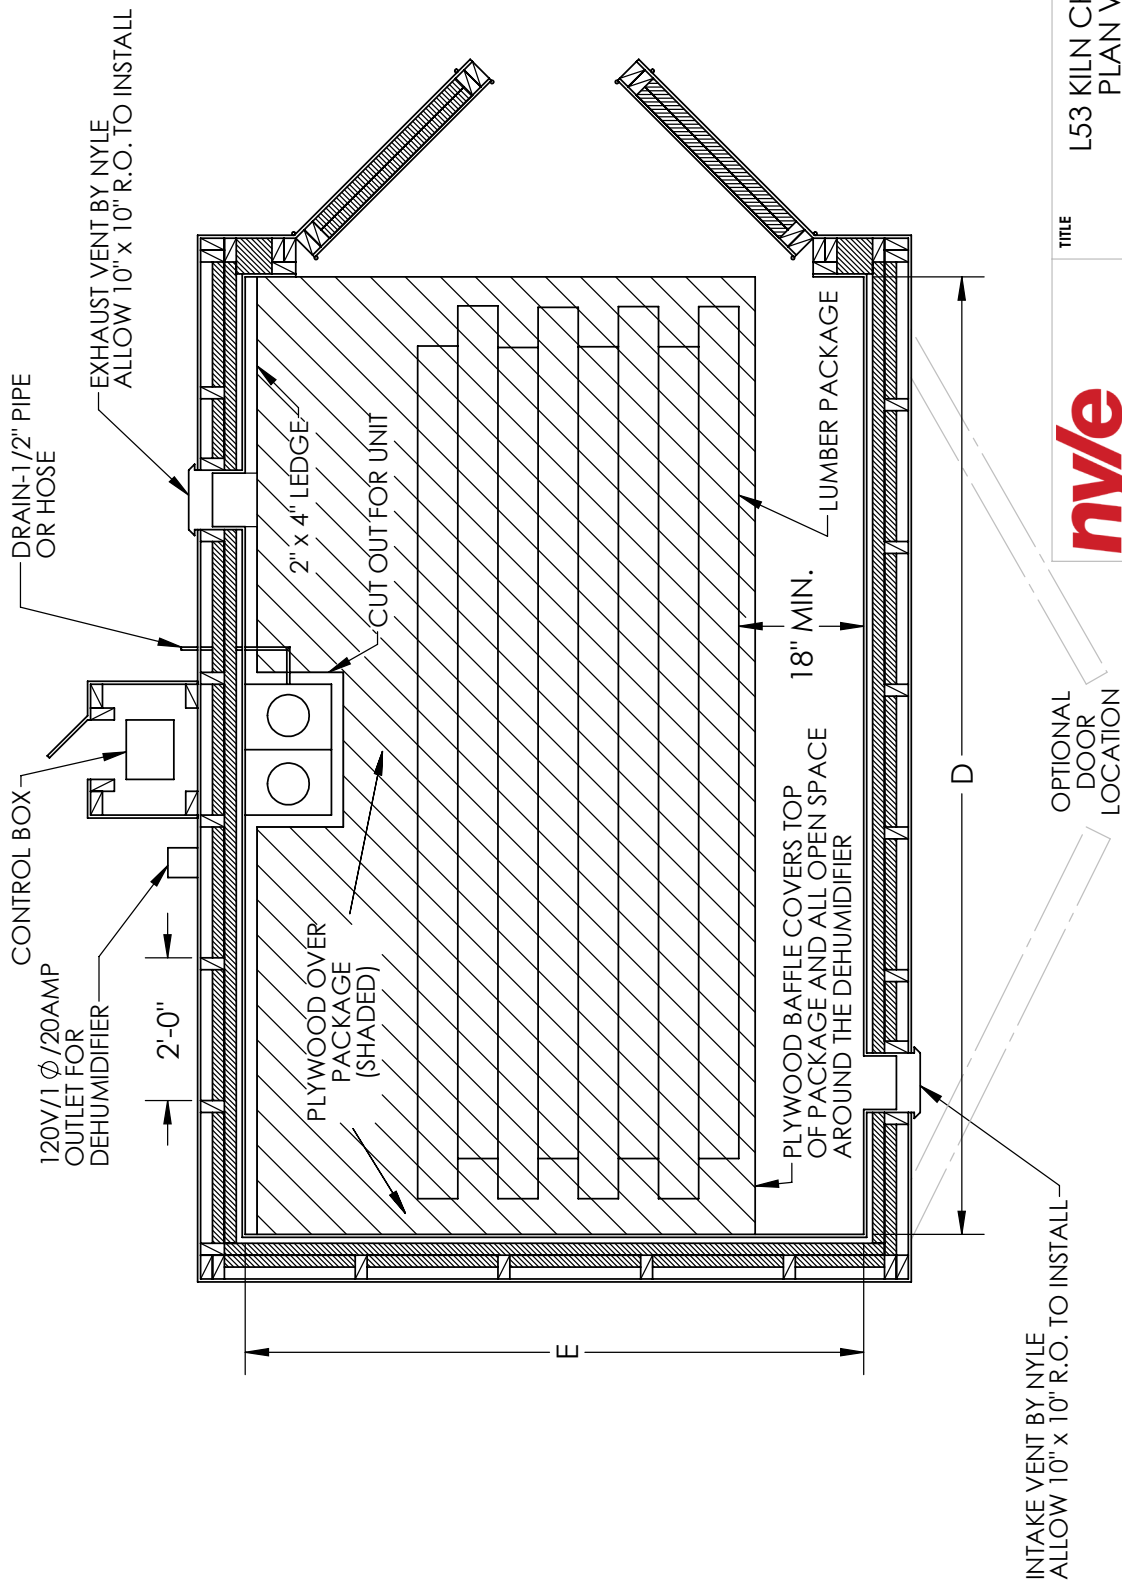 CONTROL BOX
120V/1 Ø /20AMP
OUTLET FOR
DEHUMIDIFIER
2'-0"
DRAIN-1/2" PIPE
OR HOSE
EXHAUST VENT BY NYLE
ALLOW 10" x 10" R.O. TO INSTALL
2" x 4" LEDGE
CUT OUT FOR UNIT
PLYWOOD OVER
PACKAGE
(SHADED)
18" MIN.
LUMBER PACKAGE
PLYWOOD BAFFLE COVERS TOP
OF PACKAGE AND ALL OPEN SPACE
AROUND THE DEHUMIDIFIER
D
E
INTAKE VENT BY NYLE
ALLOW 10" x 10" R.O. TO INSTALL
OPTIONAL
DOOR
LOCATION
nyle
TITLE
L53 KILN
PLAN